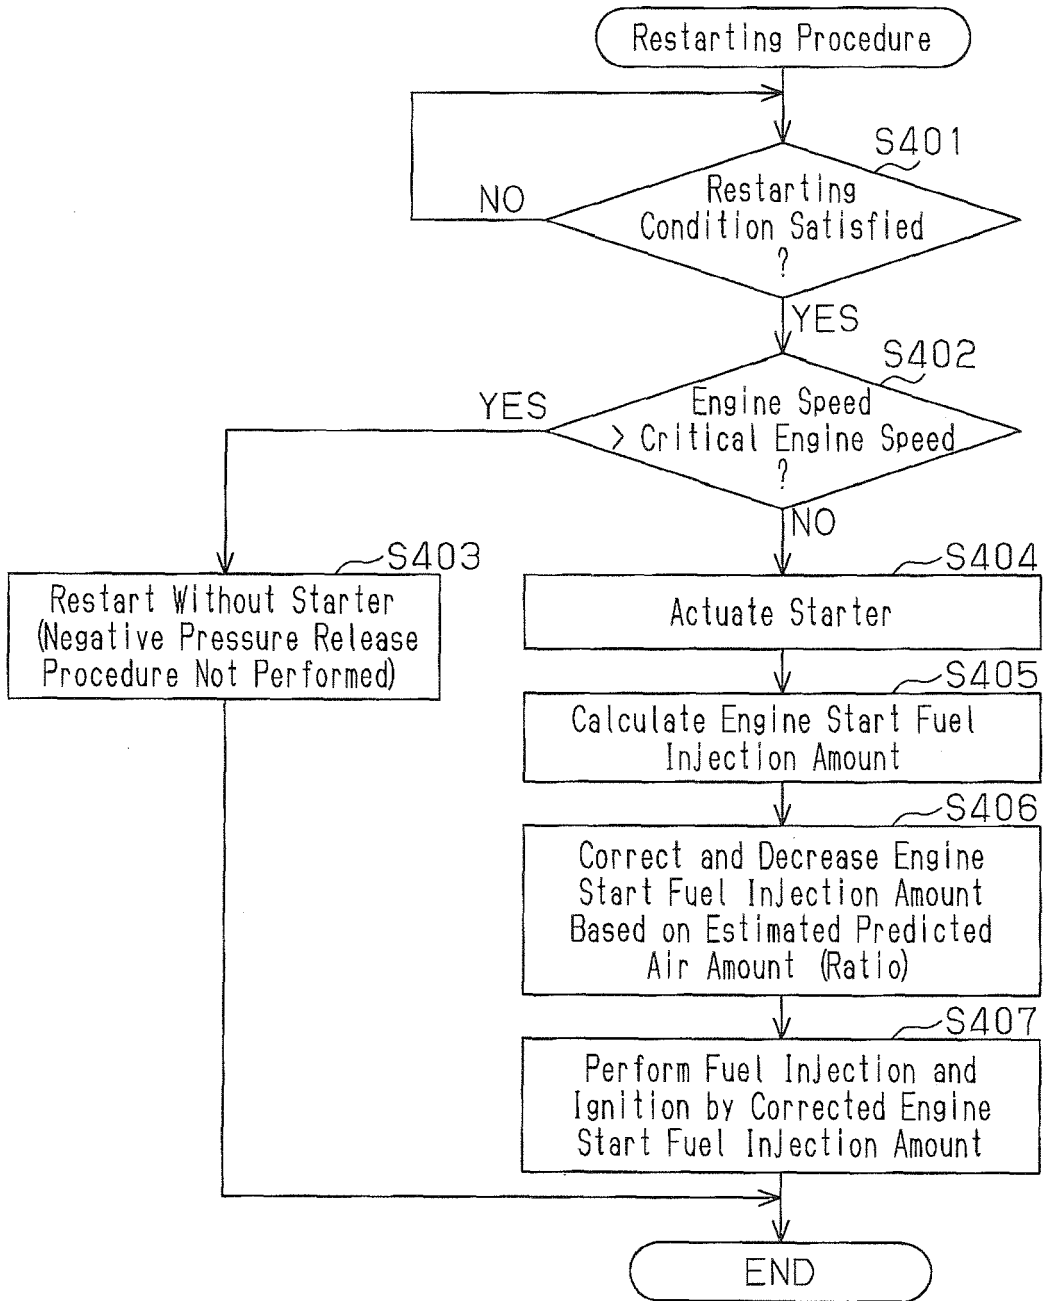 Restarting Procedure
S401
Restarting
Condition Satisfied
?
NO
YES
S402
Engine Speed
> Critical Engine Speed
?
YES
NO
S403
Restart Without Starter
(Negative Pressure Release
Procedure Not Performed)
S404
Actuate Starter
S405
Calculate Engine Start Fuel
Injection Amount
S406
Correct and Decrease Engine
Start Fuel Injection Amount
Based on Estimated Predicted
Air Amount (Ratio)
S407
Perform Fuel Injection and
Ignition by Corrected Engine
Start Fuel Injection Amount
END